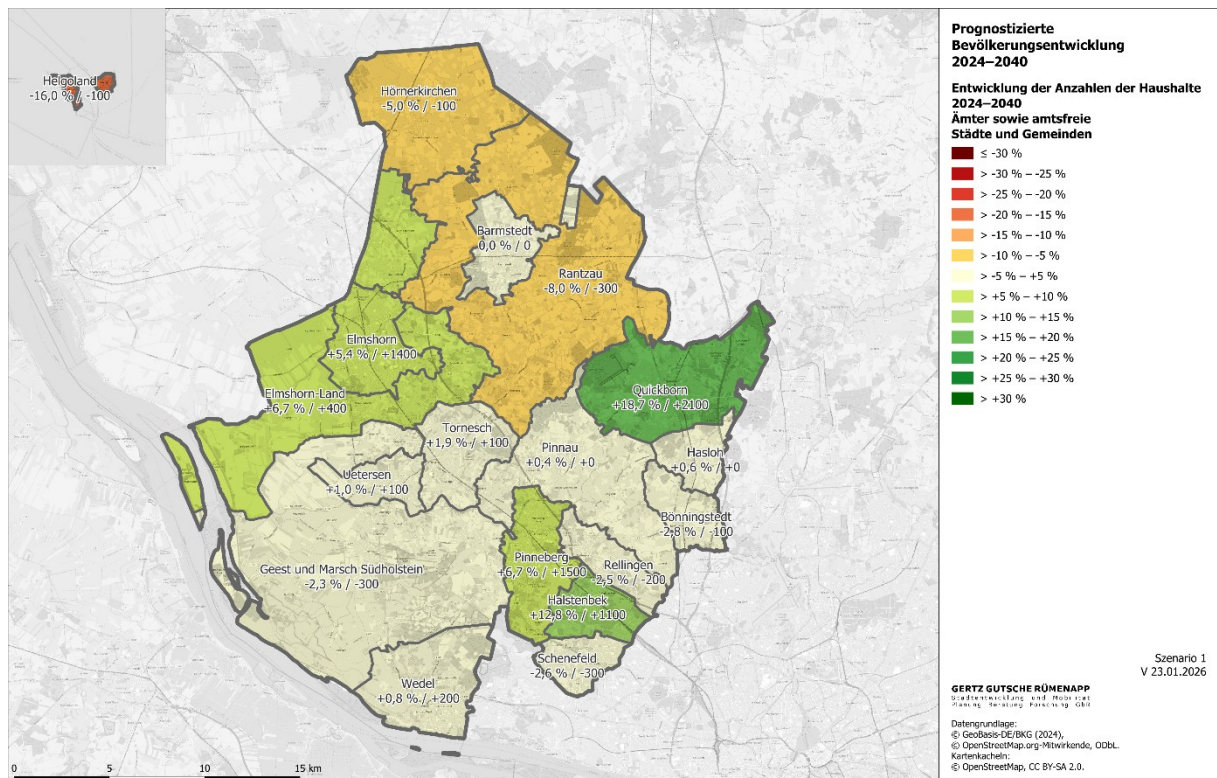 Helgoland
-16,0 % / -100
Hörnerkirchen
-5,0 % / -100
Barmstedt
0,0 % / 0
Rantzau
-8,0 % / -300
Elmshorn
+5,4 % / +1400
Elmshorn-Land
+6,7 % / +400
Quickborn
+18,7 % / +2100
Tornesch
+1,9 % / +100
Pinnau
+0,4 % / +0
Hasloh
+0,6 % / +0
Uetersen
+1,0 % / +100
Bönningstedt
-2,8 % / -100
Geest und Marsch Südholstein
-2,3 % / -300
Pinneberg
+6,7 % / +1500
Rellingen
-2,5 % / -200
Halstenbek
+12,8 % / +1100
Schenefeld
-2,6 % / -300
Wedel
+0,8 % / +200
0 5 10 15 km
Prognostizierte
Bevölkerungsentwicklung
2024–2040
Entwicklung der Anzahlen der Haushalte
2024–2040
Ämter sowie amtsfreie
Städte und Gemeinden
≤ -30 %
> -30 % – -25 %
> -25 % – -20 %
> -20 % – -15 %
> -15 % – -10 %
> -10 % – -5 %
> -5 % – +5 %
> +5 % – +10 %
> +10 % – +15 %
> +15 % – +20 %
> +20 % – +25 %
> +25 % – +30 %
> +30 %
Szenario 1
V 23.01.2026
GERTZ GUTSCHE RÜMENAPP
Stadtentwicklung und Mobilität
Planung Beratung Forschung GbR
Datengrundlage:
© GeoBasis-DE/BKG (2024),
© OpenStreetMap.org-Mitwirkende, ODbL.
Kartenkacheln:
© OpenStreetMap, CC BY-SA 2.0.